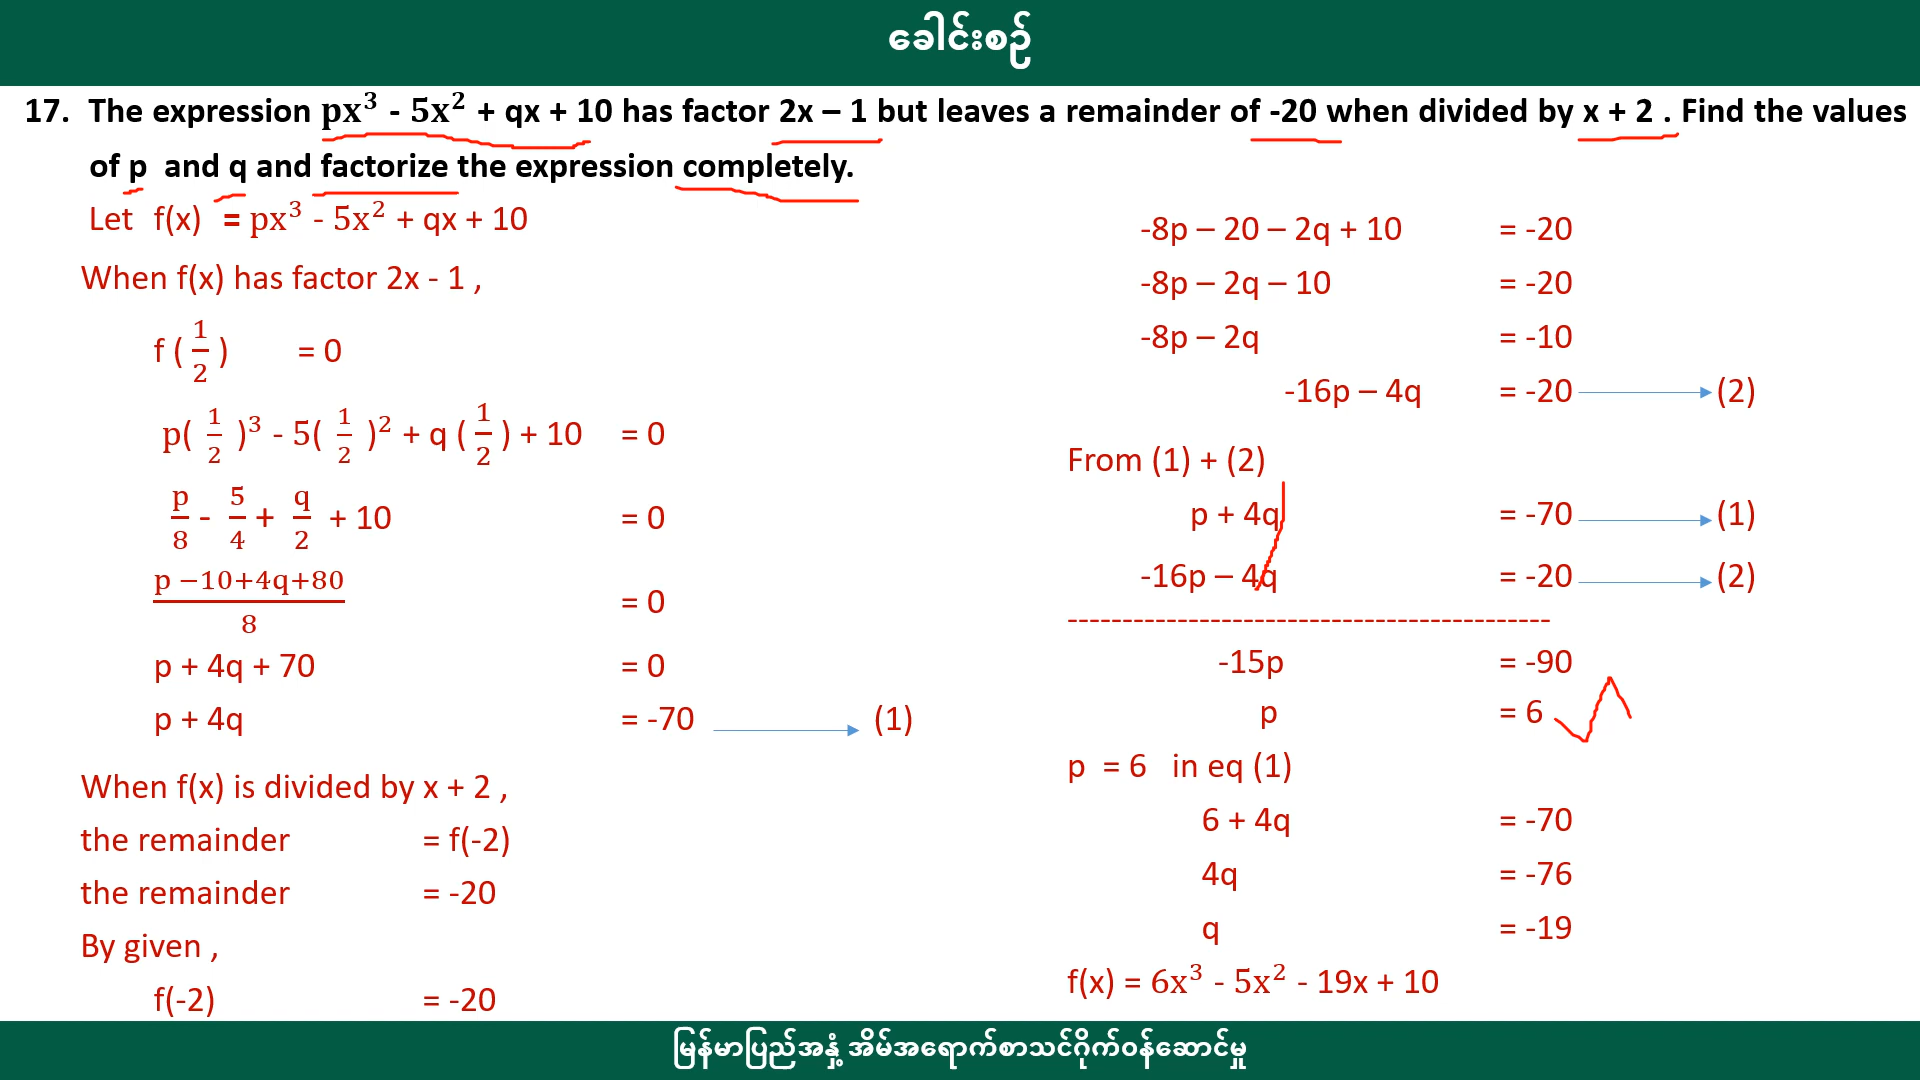 ခေါင်းစဉ်
17. The expression px³ - 5x² + qx + 10 has factor 2x – 1 but leaves a remainder of -20 when divided by x + 2 . Find the values
of p and q and factorize the expression completely.
Let f(x) = px³ - 5x² + qx + 10
When f(x) has factor 2x - 1 ,
f ( 1/2 ) = 0
p( 1/2 )³ - 5( 1/2 )² + q ( 1/2 ) + 10 = 0
p/8 - 5/4 + q/2 + 10 = 0
(p −10+4q+80)/8 = 0
p + 4q + 70 = 0
p + 4q = -70 (1)
When f(x) is divided by x + 2 ,
the remainder = f(-2)
the remainder = -20
By given ,
f(-2) = -20
-8p – 20 – 2q + 10 = -20
-8p – 2q – 10 = -20
-8p – 2q = -10
-16p – 4q = -20 (2)
From (1) + (2)
p + 4q = -70 (1)
-16p – 4q = -20 (2)
--------------------------------------------
-15p = -90
p = 6
p = 6 in eq (1)
6 + 4q = -70
4q = -76
q = -19
f(x) = 6x³ - 5x² - 19x + 10
မြန်မာပြည်အနှံ့ အိမ်အရောက်စာသင်ဂိုက်ဝန်ဆောင်မှု